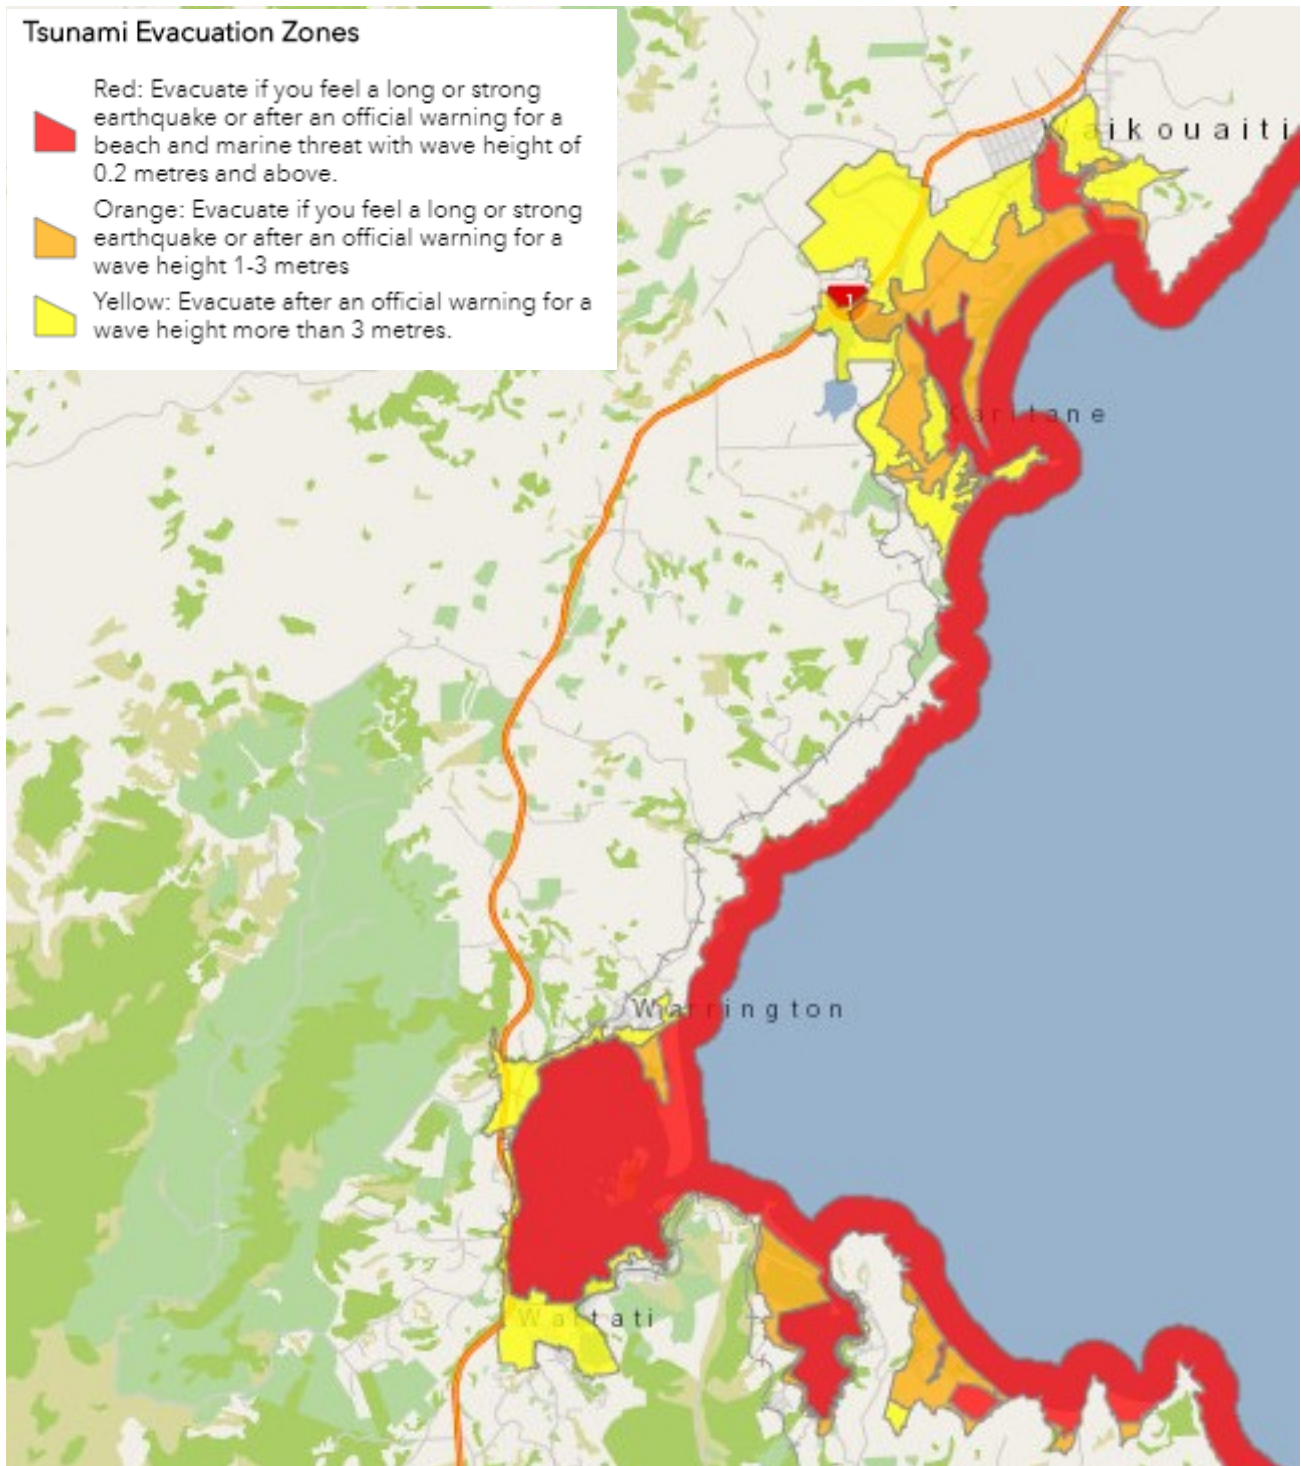 Tsunami Evacuation Zones
Red: Evacuate if you feel a long or strong
earthquake or after an official warning for a
beach and marine threat with wave height of
0.2 metres and above.
Orange: Evacuate if you feel a long or strong
earthquake or after an official warning for a
wave height 1-3 metres
Yellow: Evacuate after an official warning for a
wave height more than 3 metres.
Waikouaiti
1
Karitane
Warrington
Waitati